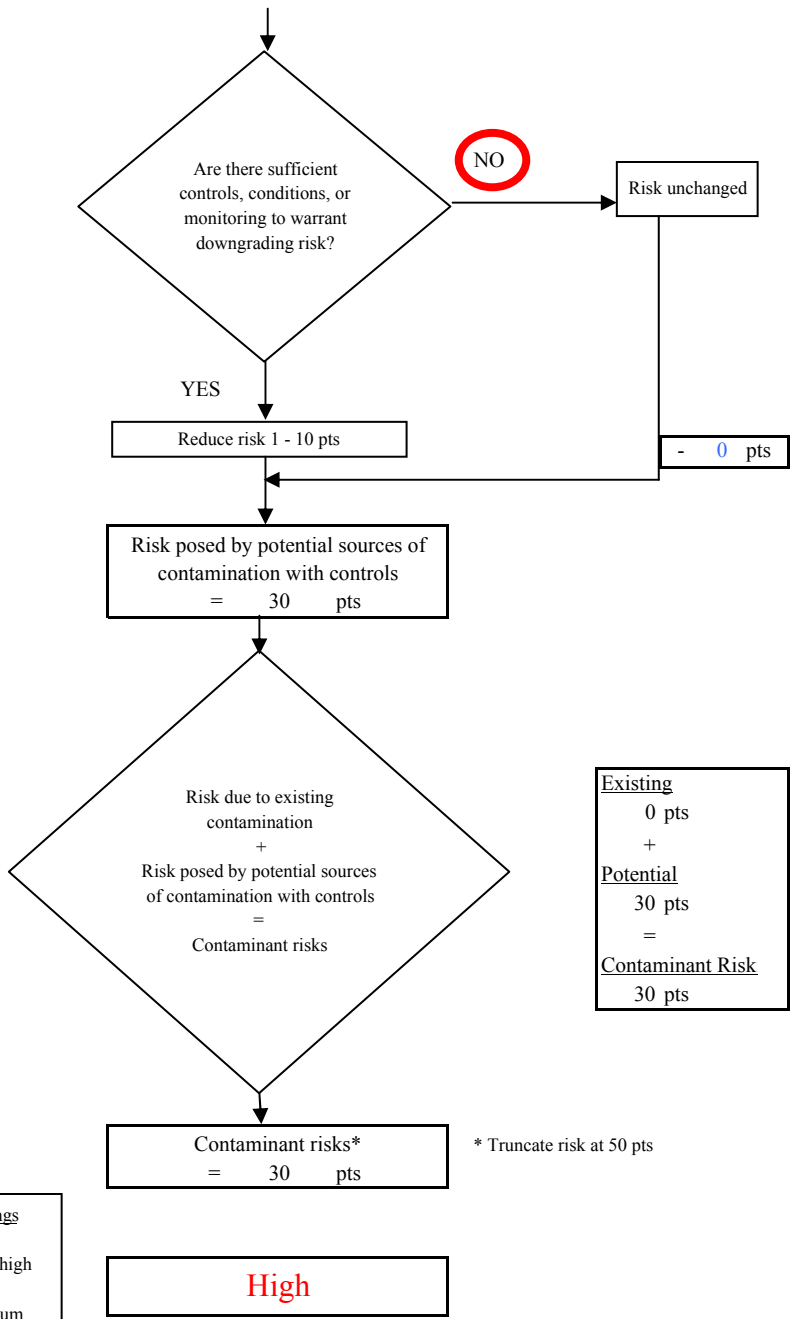 Are there sufficient
controls, conditions, or
monitoring to warrant
downgrading risk?
NO
Risk unchanged
YES
Reduce risk 1 - 10 pts
- 0 pts
Risk posed by potential sources of
contamination with controls
= 30 pts
Risk due to existing
contamination
+
Risk posed by potential sources
of contamination with controls
=
Contaminant risks
Existing
0 pts
+
Potential
30 pts
=
Contaminant Risk
30 pts
Contaminant risks*
= 30 pts
* Truncate risk at 50 pts
high
High